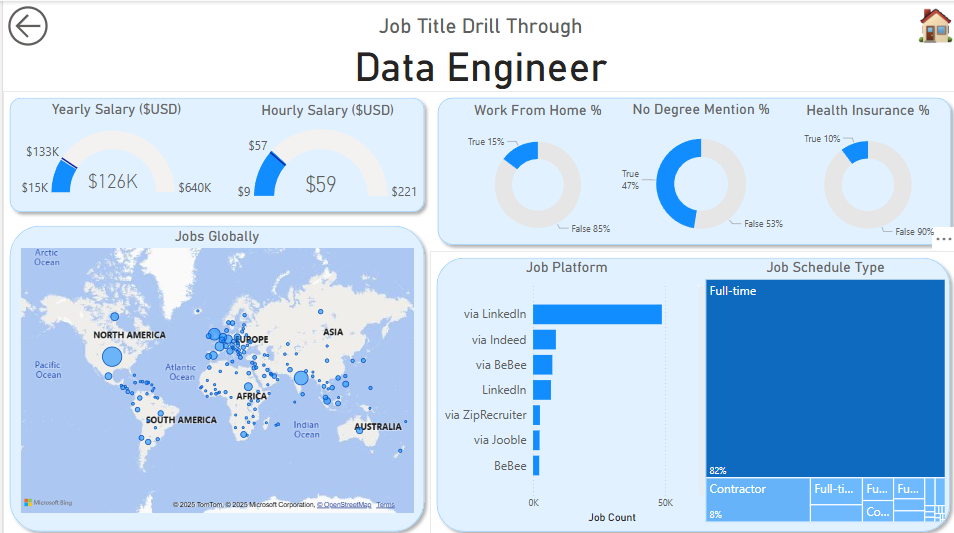 Job Title Drill Through
Data Engineer
Yearly Salary ($USD)
$133K
$15K
$126K
$640K
Hourly Salary ($USD)
$57
$9
$59
$221
Work From Home %
True 15%
False 85%
No Degree Mention %
True
47%
False 53%
Health Insurance %
True 10%
False 90%
...
Jobs Globally
Arctic
Ocean
NORTH AMERICA
EUROPE
ASIA
Pacific
Ocean
Atlantic
Ocean
AFRICA
SOUTH AMERICA
Indian
Ocean
AUSTRALIA
Microsoft Bing
© 2025 TomTom, © 2025 Microsoft Corporation, © OpenStreetMap Terms
Job Platform
via LinkedIn
via Indeed
via BeBee
LinkedIn
via ZipRecruiter
via Jooble
BeBee
0K
50K
Job Count
Job Schedule Type
Full-time
82%
Contractor
8%
Full-ti...
Fu...
Fu...
Co...